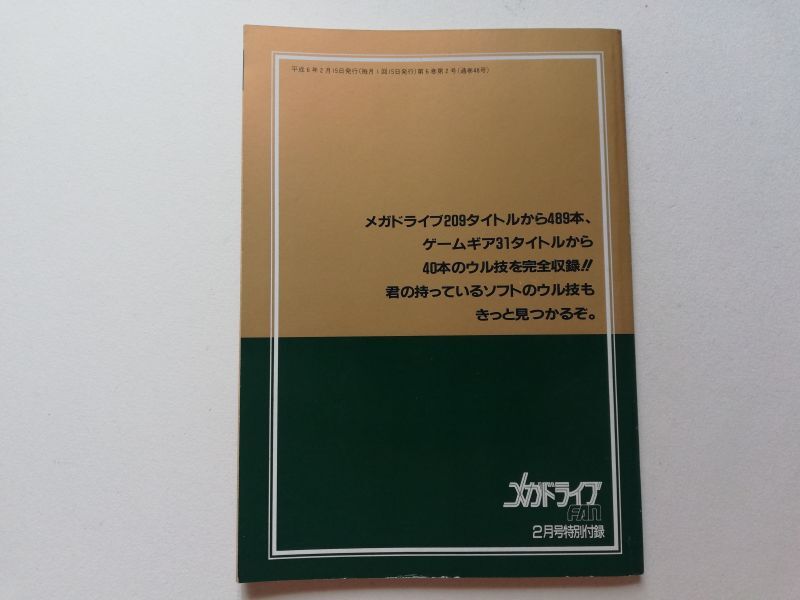 平成6年2月15日発行(毎月1回15日発行)第6巻第2号(通巻48号)
メガドライブ209タイトルから489本、
ゲームギア31タイトルから
40本のウル技を完全収録!!
君の持っているソフトのウル技も
きっと見つかるぞ。
メガドライブ
FAN
2月号特別付録